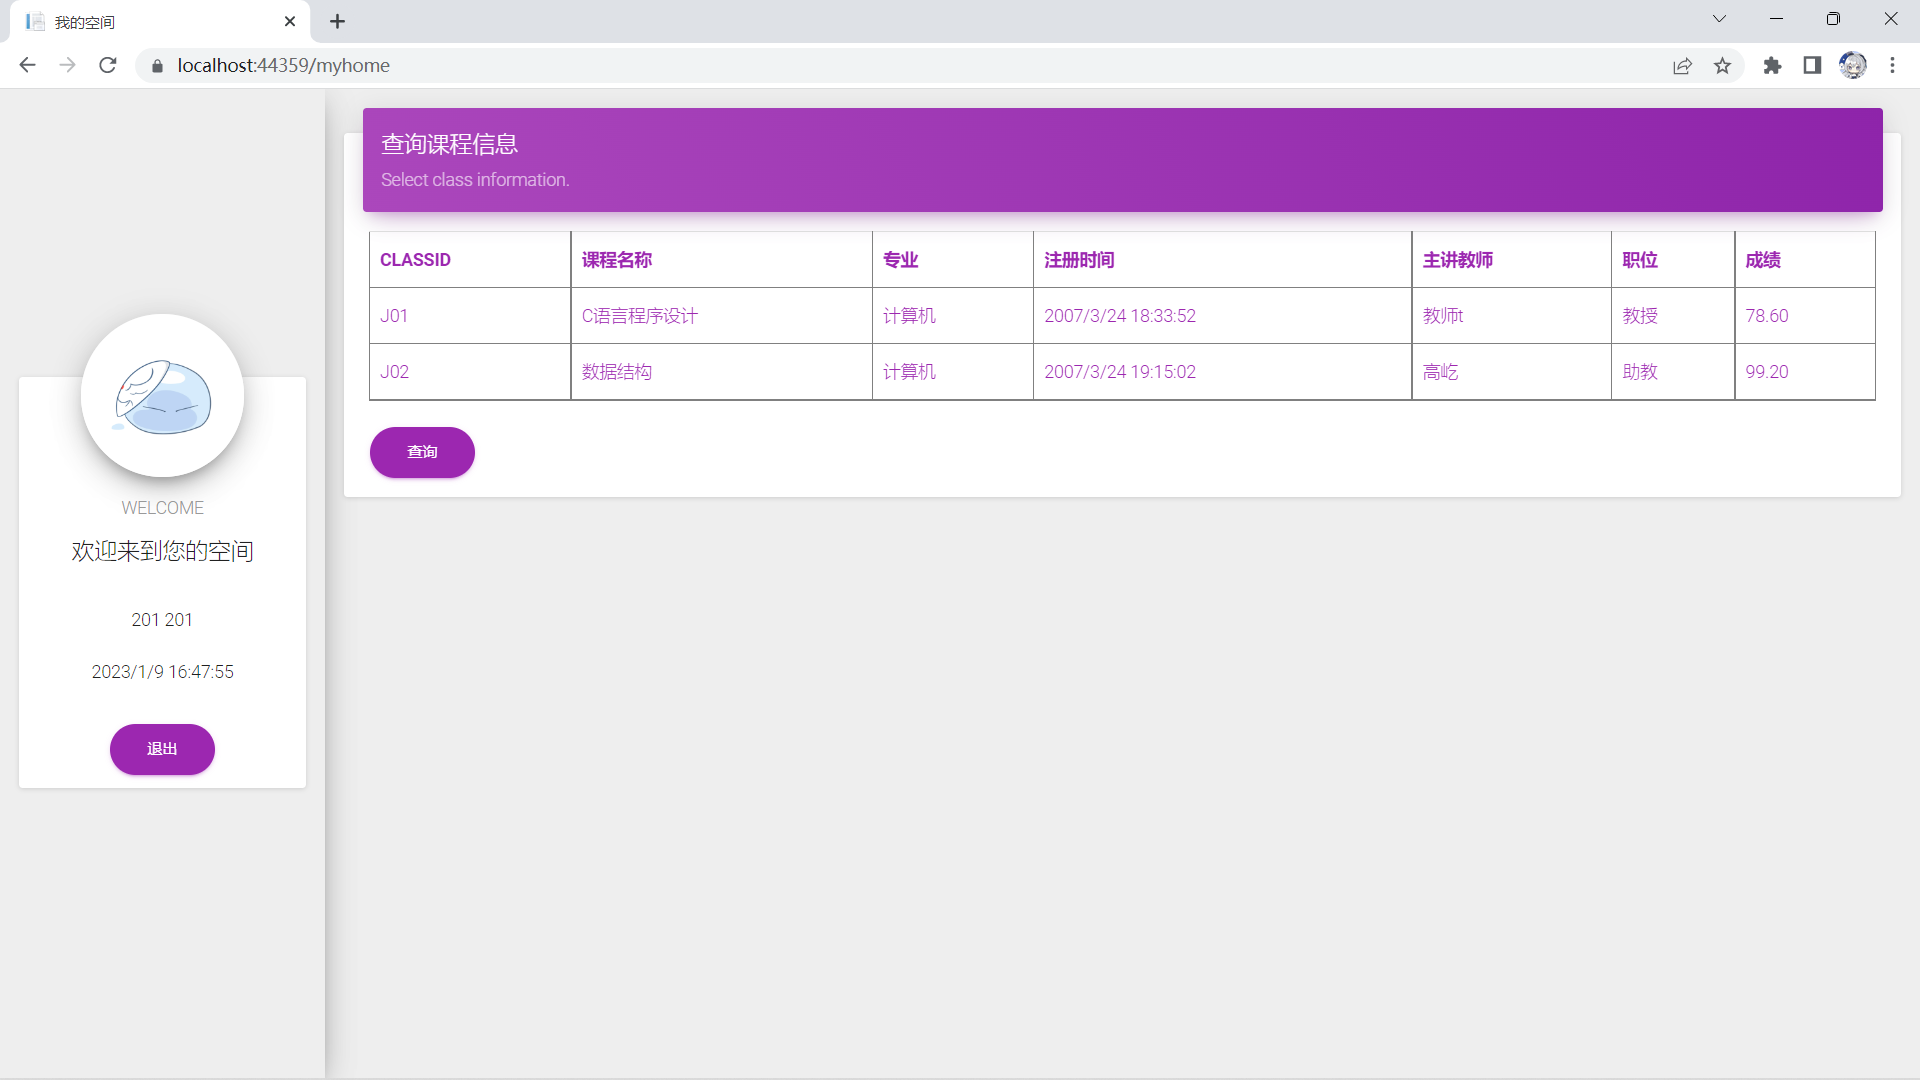 我的空间
localhost:44359/myhome
查询课程信息
Select class information.
CLASSID 课程名称 专业 注册时间 主讲教师 职位 成绩
J01 C语言程序设计 计算机 2007/3/24 18:33:52 教师t 教授 78.60
J02 数据结构 计算机 2007/3/24 19:15:02 高屹 助教 99.20
查询
WELCOME
欢迎来到您的空间
201 201
2023/1/9 16:47:55
退出